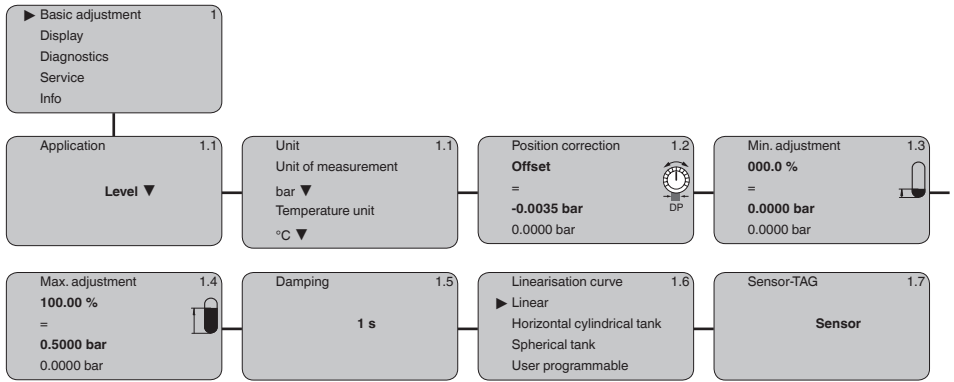 ▶ Basic adjustment 1
Display
Diagnostics
Service
Info
Application 1.1
Level ▼
Unit 1.1
Unit of measurement
bar ▼
Temperature unit
°C ▼
Position correction 1.2
Offset
=
-0.0035 bar
0.0000 bar
DP
Min. adjustment 1.3
000.0 %
=
0.0000 bar
0.0000 bar
Max. adjustment 1.4
100.00 %
=
0.5000 bar
0.0000 bar
Damping 1.5
1 s
Linearisation curve 1.6
▶ Linear
Horizontal cylindrical tank
Spherical tank
User programmable
Sensor-TAG 1.7
Sensor